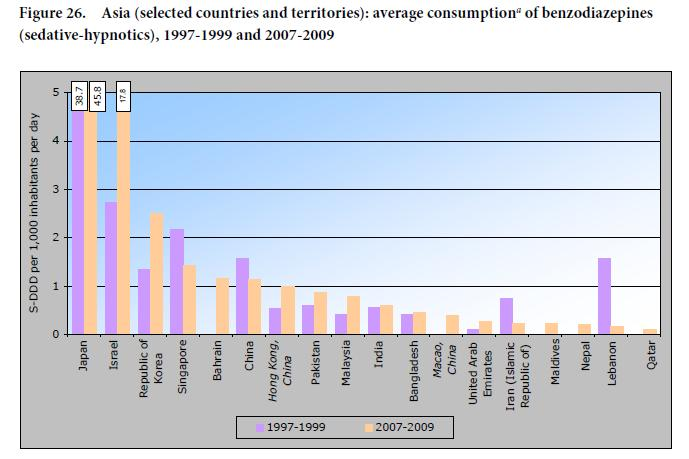 Figure 26. Asia (selected countries and territories): average consumptionᵃ of benzodiazepines
(sedative-hypnotics), 1997-1999 and 2007-2009
S-DDD per 1,000 inhabitants per day
5
4
3
2
1
0
38.7
45.8
17.8
Japan
Israel
Republic of
Korea
Singapore
Bahrain
China
Hong Kong,
China
Pakistan
Malaysia
India
Bangladesh
Macao,
China
United Arab
Emirates
Iran (Islamic
Republic of)
Maldives
Nepal
Lebanon
Qatar
1997-1999
2007-2009